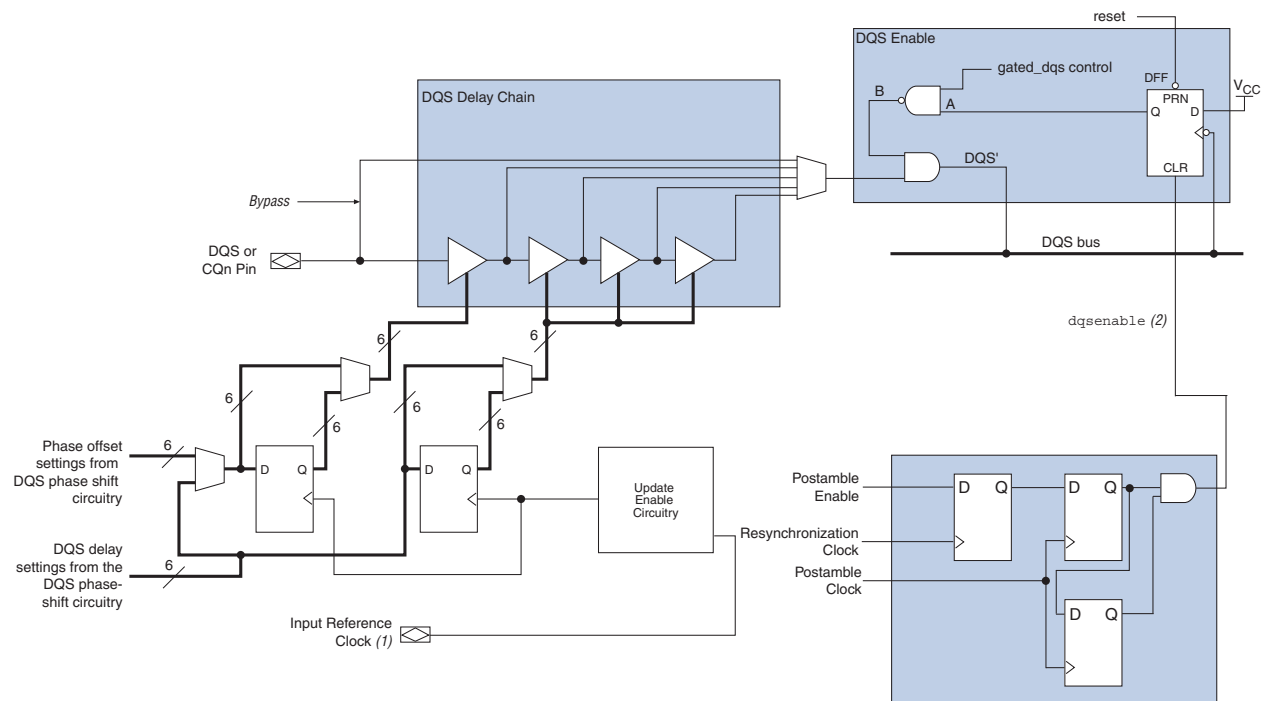 reset
DQS Enable
gated_dqs control
B
A
DFF
PRN
Q
D
VCC
CLR
DQS'
DQS bus
DQS Delay Chain
Bypass
DQS or
CQn Pin
dqsenable (2)
6
6
6
6
6
6
Phase offset
settings from
DQS phase shift
circuitry
6
D
Q
D
Q
Update
Enable
Circuitry
DQS delay
settings from the
DQS phase-
shift circuitry
6
Input Reference
Clock (1)
Postamble
Enable
Resynchronization
Clock
Postamble
Clock
D
Q
D
Q
D
Q